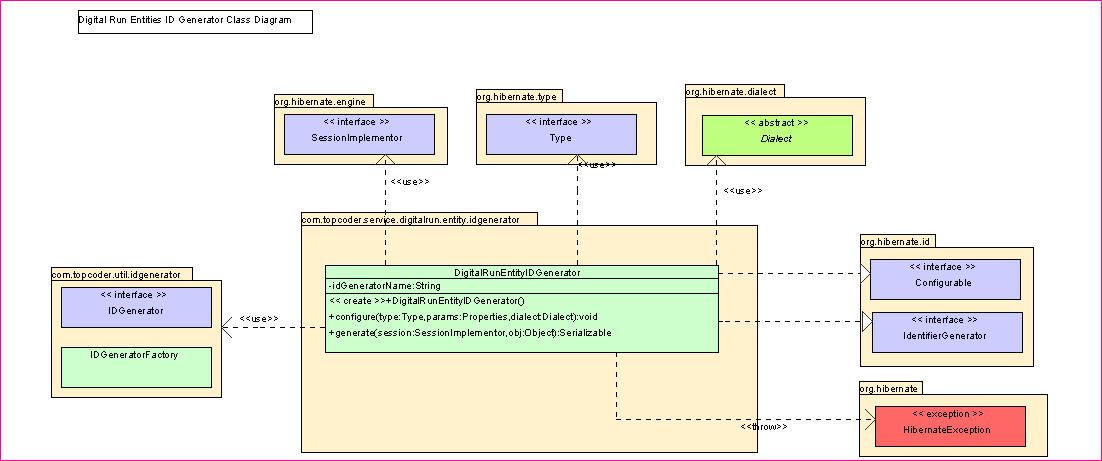 Digital Run Entities ID Generator Class Diagram
org.hibernate.engine
<< interface >>
SessionImplementor
<<use>>
org.hibernate.type
<< interface >>
Type
<<use>>
org.hibernate.dialect
<< abstract >>
Dialect
<<use>>
com.topcoder.service.digitalrun.entity.idgenerator
DigitalRunEntityIDGenerator
-idGeneratorName:String
<< create >>+DigitalRunEntityIDGenerator()
+configure(type:Type,params:Properties,dialect:Dialect):void
+generate(session:SessionImplementor,obj:Object):Serializable
com.topcoder.util.idgenerator
<< interface >>
IDGenerator
IDGeneratorFactory
<<use>>
org.hibernate.id
<< interface >>
Configurable
<< interface >>
IdentifierGenerator
org.hibernate
<< exception >>
HibernateException
<<throw>>